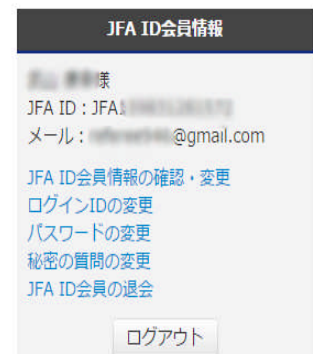 JFA ID会員情報
様
JFA ID : JFA
メール : @gmail.com
JFA ID会員情報の確認・変更
ログインIDの変更
パスワードの変更
秘密の質問の変更
JFA ID会員の退会
ログアウト